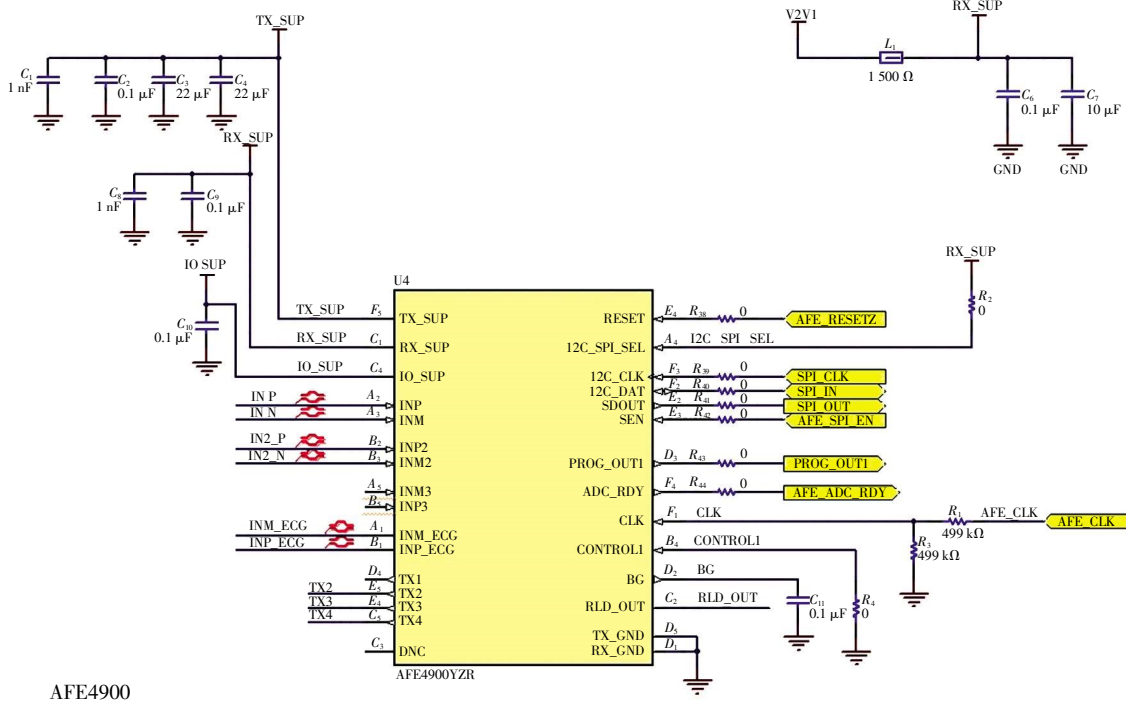 TX_SUP
C1 1 nF
C2 0.1 μF
C3 22 μF
C4 22 μF
V2V1
RX_SUP
L1
1 500 Ω
C6 0.1 μF
C7 10 μF
GND
GND
RX_SUP
C8 1 nF
C9 0.1 μF
IO SUP
C10 0.1 μF
RX_SUP
R2 0
U4
TX_SUP F5 TX_SUP
RX_SUP C1 RX_SUP
IO_SUP C4 IO_SUP
IN P A2 INP
IN N A3 INM
IN2_P B2 INP2
IN2_N B3 INM2
A5 INM3
B5 INP3
INM_ECG A1 INM_ECG
INP_ECG B1 INP_ECG
D4 TX1
TX2 E5 TX2
TX3 E4 TX3
TX4 C5 TX4
C3 DNC
RESET E4 R38 0 AFE_RESETZ
12C_SPI_SEL A4 I2C SPI SEL
12C_CLK F3 R39 0 SPI_CLK
12C_DAT F2 R40 0 SPI_IN
SDOUT E2 R41 0 SPI_OUT
SEN E3 R42 0 AFE_SPI_EN
PROG_OUT1 D3 R43 0 PROG_OUT1
ADC_RDY F4 R44 0 AFE_ADC_RDY
CLK F1 CLK R1 499 kΩ AFE_CLK AFE_CLK
R3 499 kΩ
CONTROL1 B4 CONTROL1
BG D2 BG
C11 0.1 μF
R4 0
RLD_OUT C2 RLD_OUT
TX_GND D5
RX_GND D1
AFE4900YZR
AFE4900